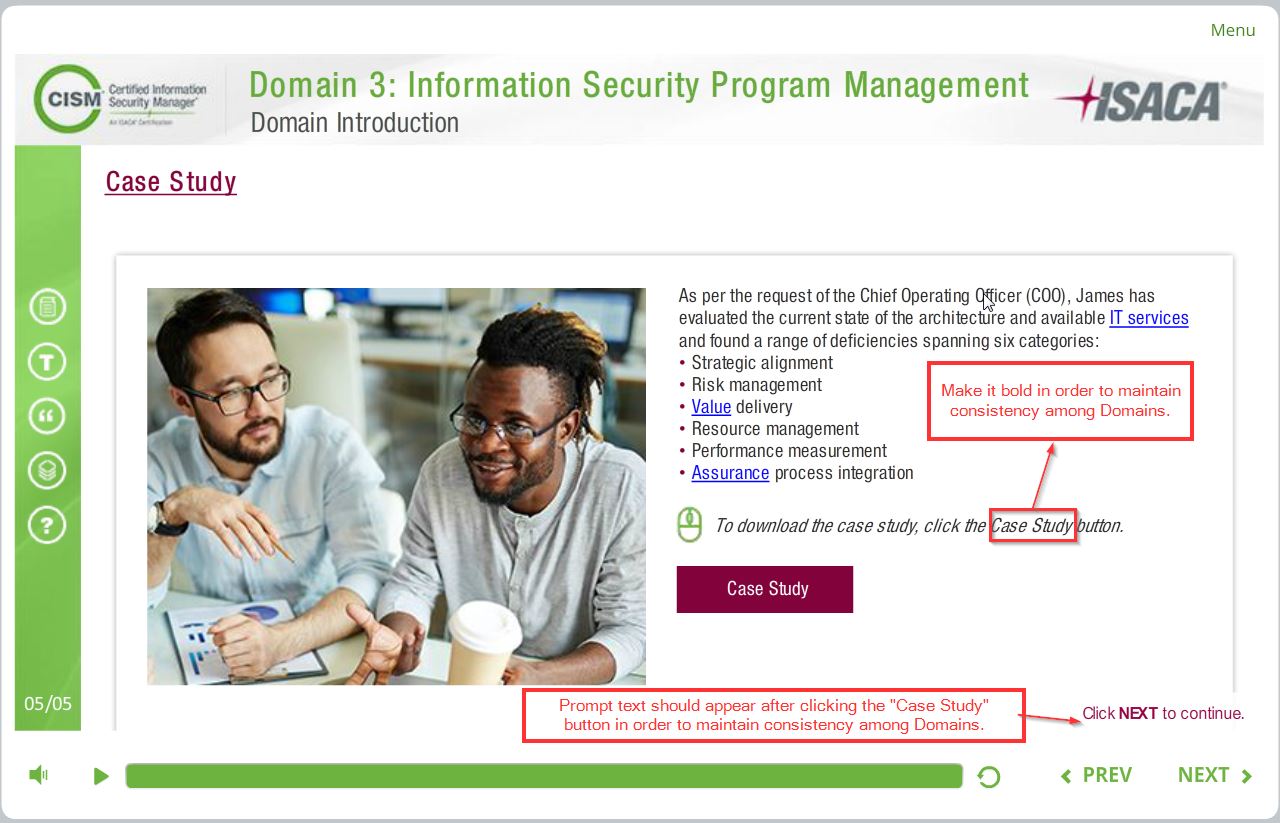 Menu
CISM
Certified Information
Security Manager®
An ISACA® Certification
Domain 3: Information Security Program Management
Domain Introduction
ISACA®
Case Study
As per the request of the Chief Operating Officer (COO), James has
evaluated the current state of the architecture and available IT services
and found a range of deficiencies spanning six categories:
• Strategic alignment
• Risk management
• Value delivery
• Resource management
• Performance measurement
• Assurance process integration
Make it bold in order to maintain
consistency among Domains.
To download the case study, click the Case Study button.
Case Study
T
“
?
05/05
Prompt text should appear after clicking the "Case Study"
button in order to maintain consistency among Domains.
Click NEXT to continue.
PREV
NEXT